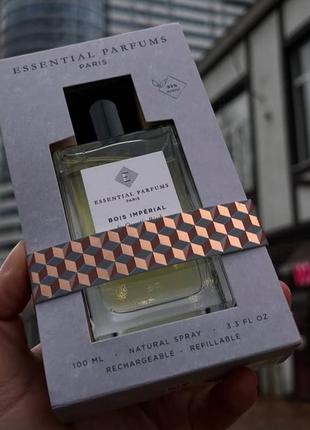 ESSENTIAL PARFUMS
PARIS
ESSENTIAL PARFUMS
PARIS
BOIS IMPÉRIAL
100 ML · NATURAL SPRAY · 3.3 FL OZ
RECHARGEABLE · REFILLABLE